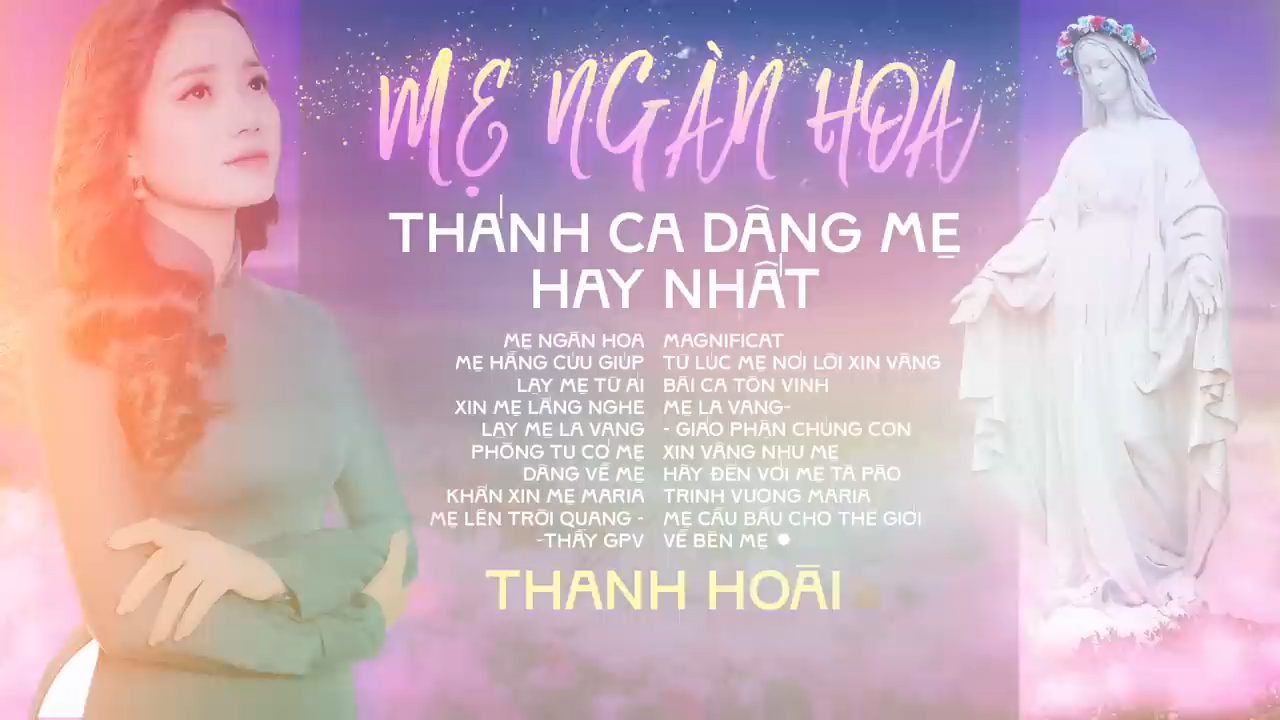 MẸ NGÀN HOA
THÁNH CA DÂNG MẸ
HAY NHẤT
MẸ NGÀN HOA
MẸ HẰNG CỨU GIÚP
LẠY MẸ TỪ ÁI
XIN MẸ LẮNG NGHE
LẠY MẸ LA VANG
PHÓNG TU CÓ MẸ
DÂNG VỀ MẸ
KHẤN XIN MẸ MARIA
MẸ LÊN TRỜI QUANG -
-THẦY GPV
MAGNIFICAT
TỪ LÚC MẸ NÓI LỜI XIN VÂNG
BÀI CA TÔN VINH
MẸ LA VANG-
- GIÁO PHẬN CHÚNG CON
XIN VÂNG NHƯ MẸ
HÃY ĐẾN VỚI MẸ TÀ PAO
TRINH VƯƠNG MARIA
MẸ CẦU BẦU CHO THẾ GIỚI
VỀ BÊN MẸ
THANH HOÀI